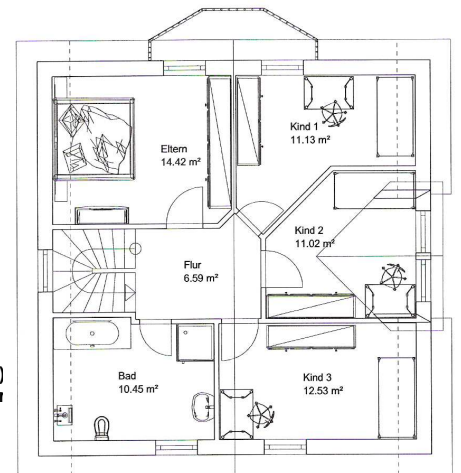 Eltern
14.42 m²
Kind 1
11.13 m²
Kind 2
11.02 m²
Flur
6.59 m²
Bad
10.45 m²
Kind 3
12.53 m²